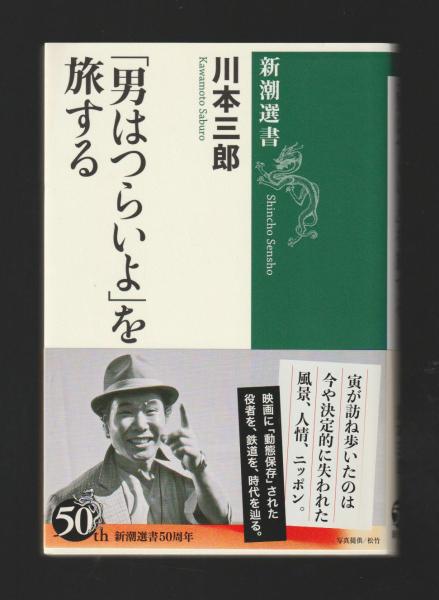 新潮選書
Shincho Sensho
川本三郎
Kawamoto Saburo
「男はつらいよ」を
旅する
寅が訪ね歩いたのは
今や決定的に失われた
風景、人情、ニッポン。
映画に「動態保存」された
役者を、鉄道を、時代を辿る。
50th 新潮選書50周年
写真提供/松竹